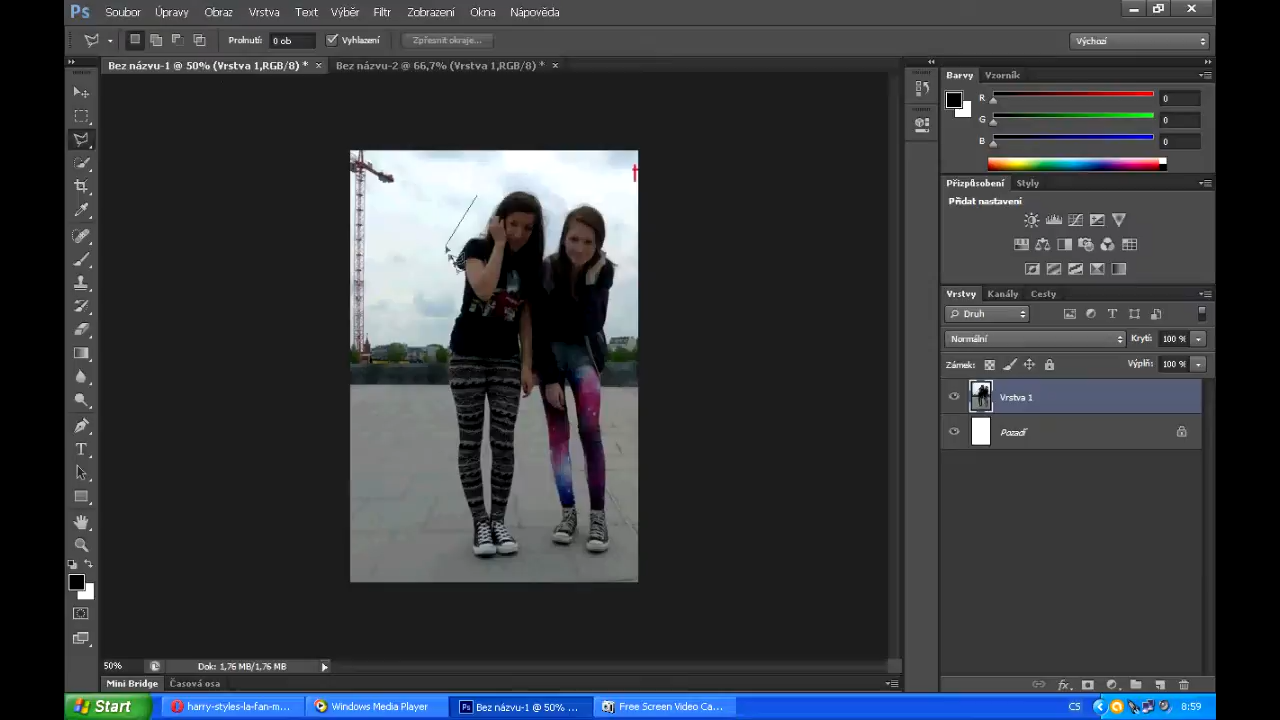 Ps Soubor Úpravy Obraz Vrstva Text Výběr Filtr Zobrazení Okna Nápověda
Prolnutí: 0 ob Vyhlazení Zpřesnit okraje... Výchozí
Bez názvu-1 @ 50% (Vrstva 1,RGB/8) * × Bez názvu-2 @ 66,7% (Vrstva 1,RGB/8) * ×
Barvy Vzorník
R 0
G 0
B 0
Přizpůsobení Styly
Přidat nastavení
Vrstvy Kanály Cesty
Druh
Normální Krytí: 100 %
Zámek: Výplň: 100 %
Vrstva 1
Pozadí
50% Dok: 1,76 MB/1,76 MB
Mini Bridge Časová osa
Start harry-styles-la-fan-m... Windows Media Player Ps Bez názvu-1 @ 50% ... Free Screen Video Ca... CS 8:59